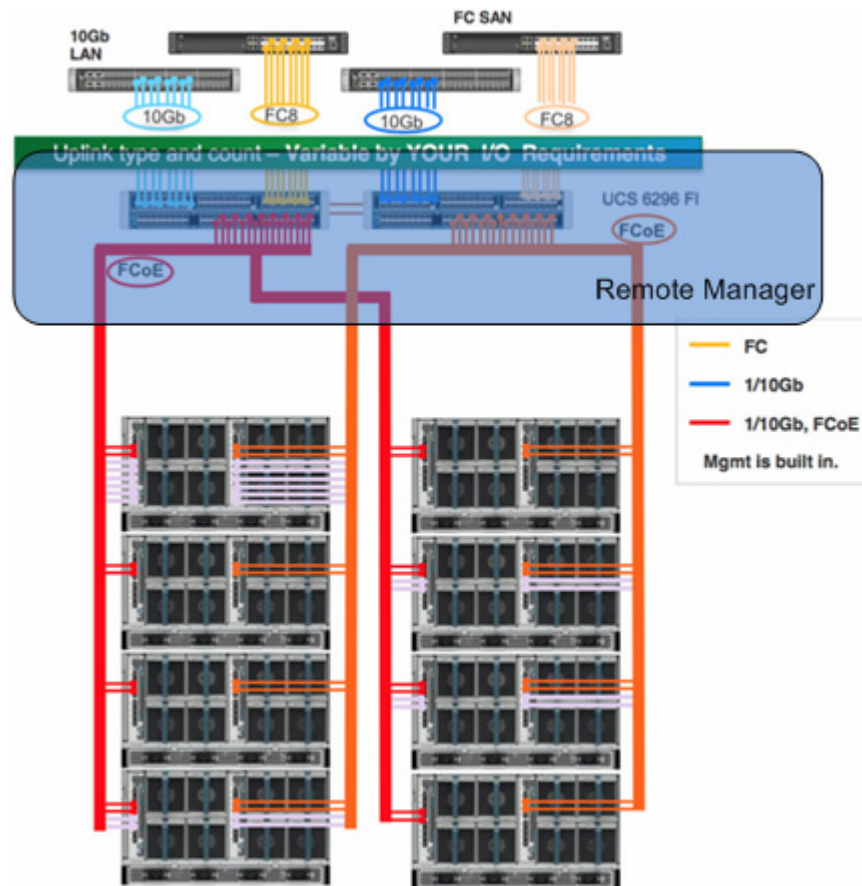 FC SAN
10Gb
LAN
10Gb
FC8
10Gb
FC8
Uplink type and count – Variable by YOUR I/O Requirements
UCS 6296 FI
FCoE
FCoE
Remote Manager
FC
1/10Gb
1/10Gb, FCoE
Mgmt is built in.